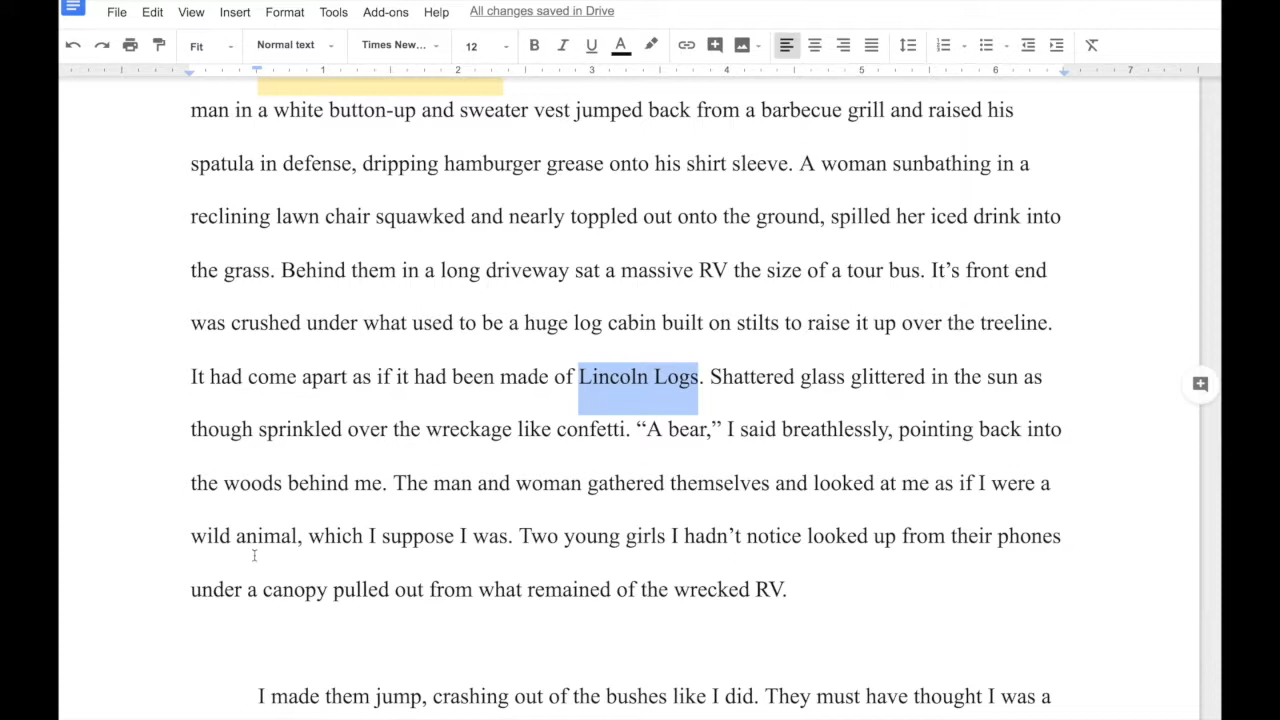 File Edit View Insert Format Tools Add-ons Help All changes saved in Drive
Fit Normal text Times New... 12 B I U A
1 1 2 3 4 5 6 7
man in a white button-up and sweater vest jumped back from a barbecue grill and raised his
spatula in defense, dripping hamburger grease onto his shirt sleeve. A woman sunbathing in a
reclining lawn chair squawked and nearly toppled out onto the ground, spilled her iced drink into
the grass. Behind them in a long driveway sat a massive RV the size of a tour bus. It’s front end
was crushed under what used to be a huge log cabin built on stilts to raise it up over the treeline.
It had come apart as if it had been made of Lincoln Logs. Shattered glass glittered in the sun as
though sprinkled over the wreckage like confetti. “A bear,” I said breathlessly, pointing back into
the woods behind me. The man and woman gathered themselves and looked at me as if I were a
wild animal, which I suppose I was. Two young girls I hadn’t notice looked up from their phones
under a canopy pulled out from what remained of the wrecked RV.
I made them jump, crashing out of the bushes like I did. They must have thought I was a